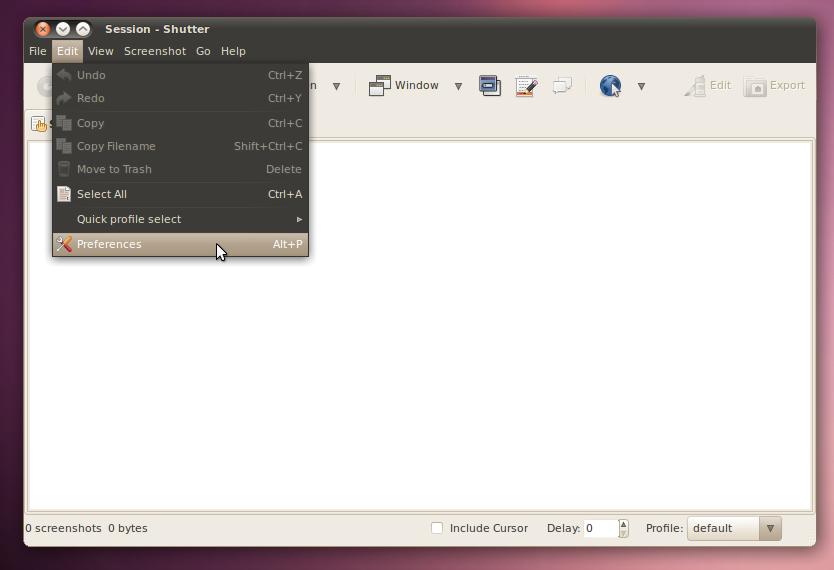 Session - Shutter
File Edit View Screenshot Go Help
Undo Ctrl+Z
Redo Ctrl+Y
Copy Ctrl+C
Copy Filename Shift+Ctrl+C
Move to Trash Delete
Select All Ctrl+A
Quick profile select
Preferences Alt+P
Window
Edit
Export
0 screenshots 0 bytes
Include Cursor
Delay: 0
Profile: default